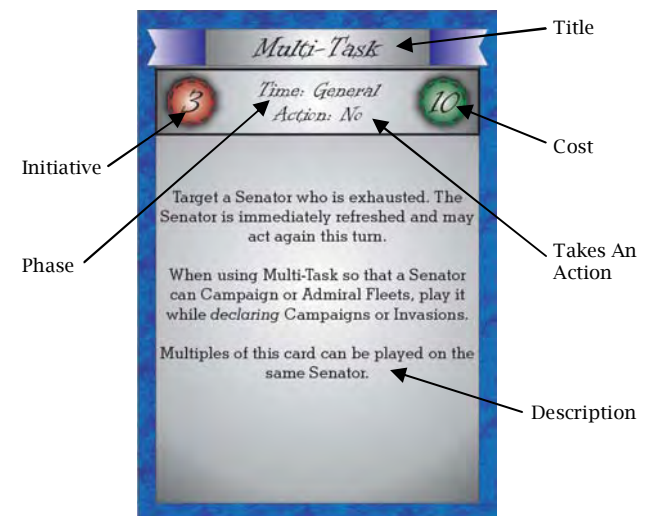 Title
Multi-Task
3
Time: General
Action: No
10
Initiative
Cost
Phase
Takes An
Action
Target a Senator who is exhausted. The
Senator is immediately refreshed and may
act again this turn.
When using Multi-Task so that a Senator
can Campaign or Admiral Fleets, play it
while declaring Campaigns or Invasions.
Multiples of this card can be played on the
same Senator.
Description